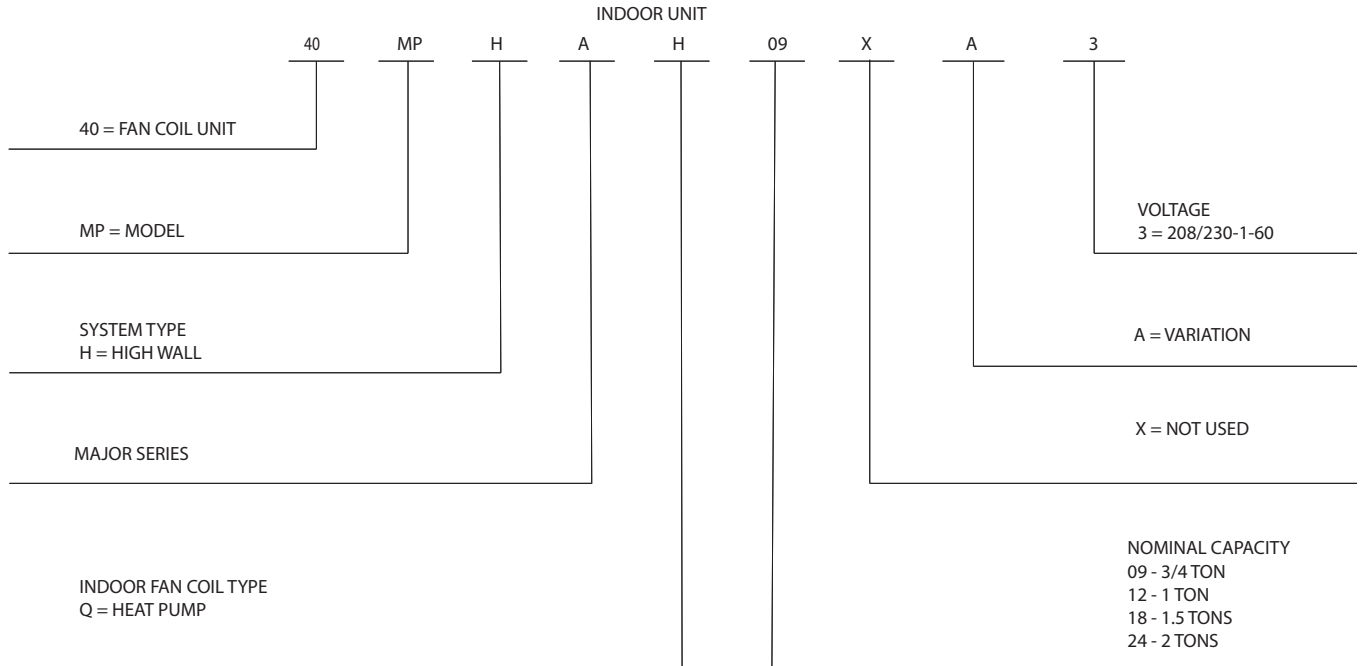 INDOOR UNIT
40 MP H A H 09 X A 3
40 = FAN COIL UNIT
MP = MODEL
VOLTAGE
3 = 208/230-1-60
SYSTEM TYPE
H = HIGH WALL
A = VARIATION
MAJOR SERIES
X = NOT USED
INDOOR FAN COIL TYPE
Q = HEAT PUMP
NOMINAL CAPACITY
09 - 3/4 TON
12 - 1 TON
18 - 1.5 TONS
24 - 2 TONS